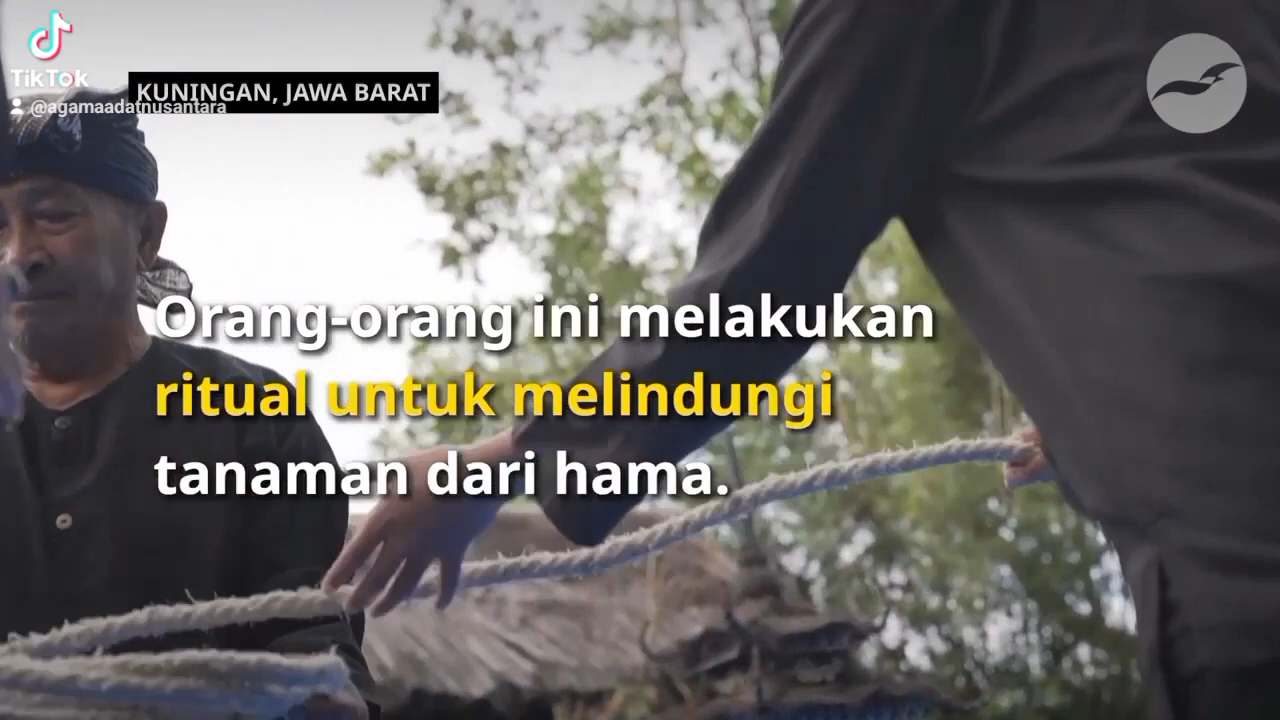 TikTok
@agamaadatnusantara
KUNINGAN, JAWA BARAT
Orang-orang ini melakukan
ritual untuk melindungi
tanaman dari hama.